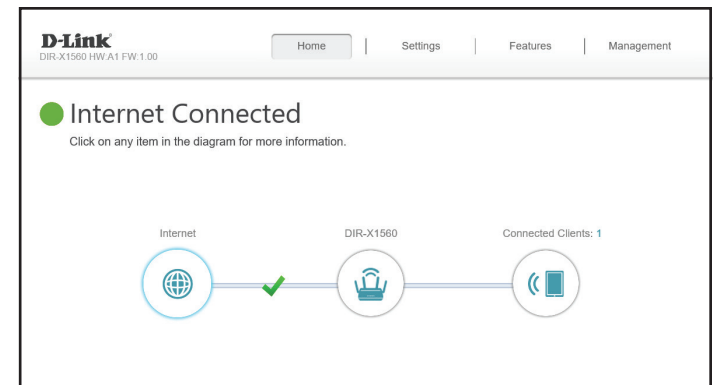 D-Link
DIR-X1560 HW:A1 FW:1.00
Home
Settings
Features
Management
Internet Connected
Click on any item in the diagram for more information.
Internet
DIR-X1560
Connected Clients: 1